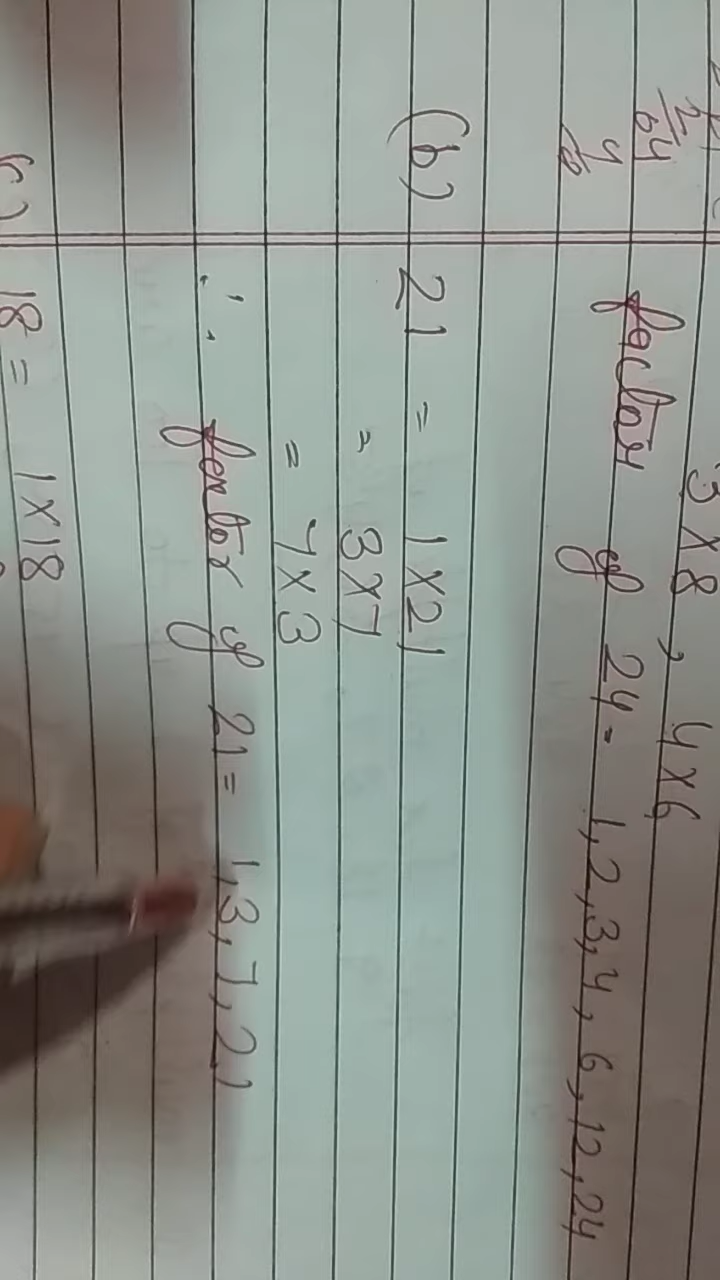 3 X 8 , 4 X 6
factor of 24 = 1, 2, 3, 4, 6, 12, 24
(b) 21 = 1 X 21
= 3 X 7
= 7 X 3
∴ factor of 21 = 1, 3, 7, 21
18 = 1 X 18